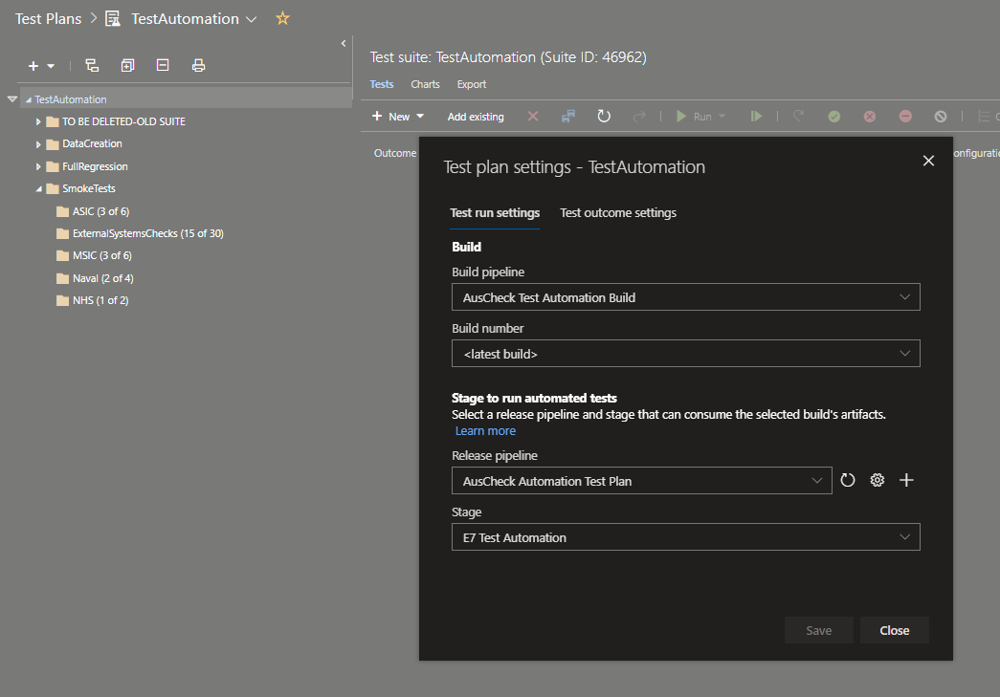 Test Plans > TestAutomation
Test suite: TestAutomation (Suite ID: 46962)
Tests Charts Export
New Add existing Run
Outcome
TestAutomation
TO BE DELETED-OLD SUITE
DataCreation
FullRegression
SmokeTests
ASIC (3 of 6)
ExternalSystemsChecks (15 of 30)
MSIC (3 of 6)
Naval (2 of 4)
NHS (1 of 2)
Test plan settings - TestAutomation
Test run settings Test outcome settings
Build
Build pipeline
AusCheck Test Automation Build
Build number
<latest build>
Stage to run automated tests
Select a release pipeline and stage that can consume the selected build's artifacts.
Learn more
Release pipeline
AusCheck Automation Test Plan
Stage
E7 Test Automation
Save Close